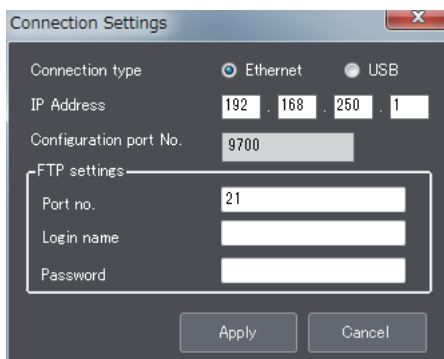 Connection Settings
Connection type Ethernet USB
IP Address 192 . 168 . 250 . 1
Configuration port No. 9700
FTP settings
Port no. 21
Login name
Password
Apply Cancel